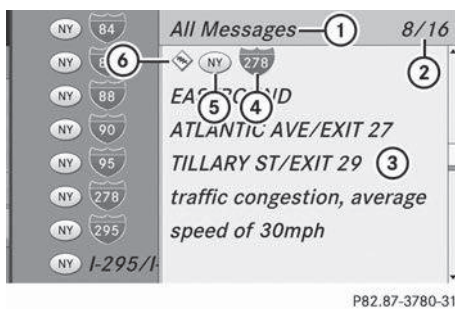 NY 84 All Messages 1 8/16
6 NY 278 2
NY 88 5 4 EASTBOUND
NY 90 ATLANTIC AVE/EXIT 27
NY 95 TILLARY ST/EXIT 29 3
NY 278 traffic congestion, average
NY 295 speed of 30mph
NY I-295/I-
P82.87-3780-31